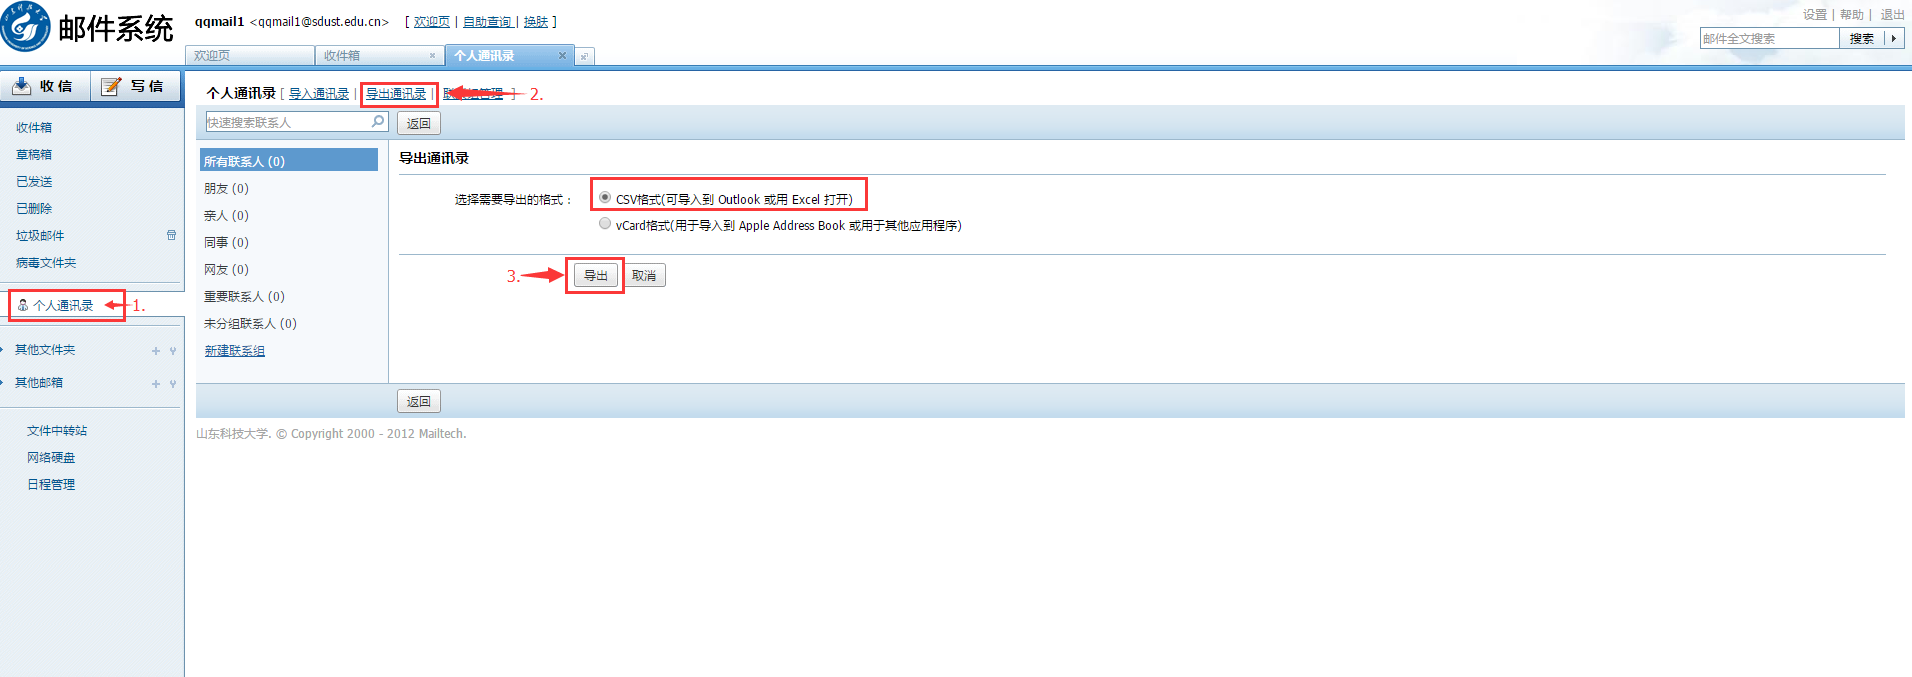 邮件系统
qqmail1 <qqmail1@sdust.edu.cn> [ 欢迎页 | 自助查询 | 换肤 ]
设置 | 帮助 | 退出
邮件全文搜索 搜索
欢迎页 收件箱 个人通讯录
收信 写信
个人通讯录 [ 导入通讯录 | 导出通讯录 | 管理 ] 2.
快速搜索联系人 返回
收件箱
草稿箱
已发送
已删除
垃圾邮件
病毒文件夹
个人通讯录 1.
其他文件夹
其他邮箱
文件中转站
网络硬盘
日程管理
所有联系人 (0)
朋友 (0)
亲人 (0)
同事 (0)
网友 (0)
重要联系人 (0)
未分组联系人 (0)
新建联系组
导出通讯录
选择需要导出的格式： CSV格式(可导入到 Outlook 或用 Excel 打开)
vCard格式(用于导入到 Apple Address Book 或用于其他应用程序)
3. 导出 取消
返回
山东科技大学. © Copyright 2000 - 2012 Mailtech.